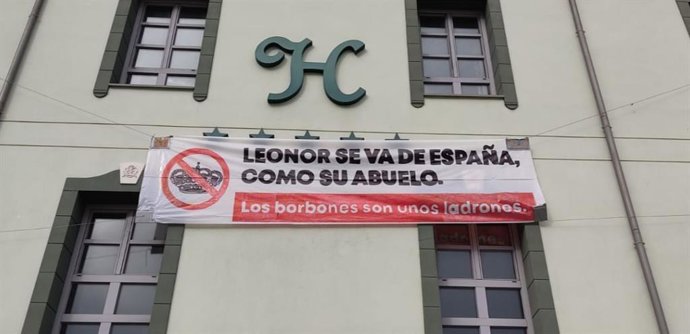 H
LEONOR SE VA DE ESPAÑA,
COMO SU ABUELO.
Los borbones son unos ladrones.